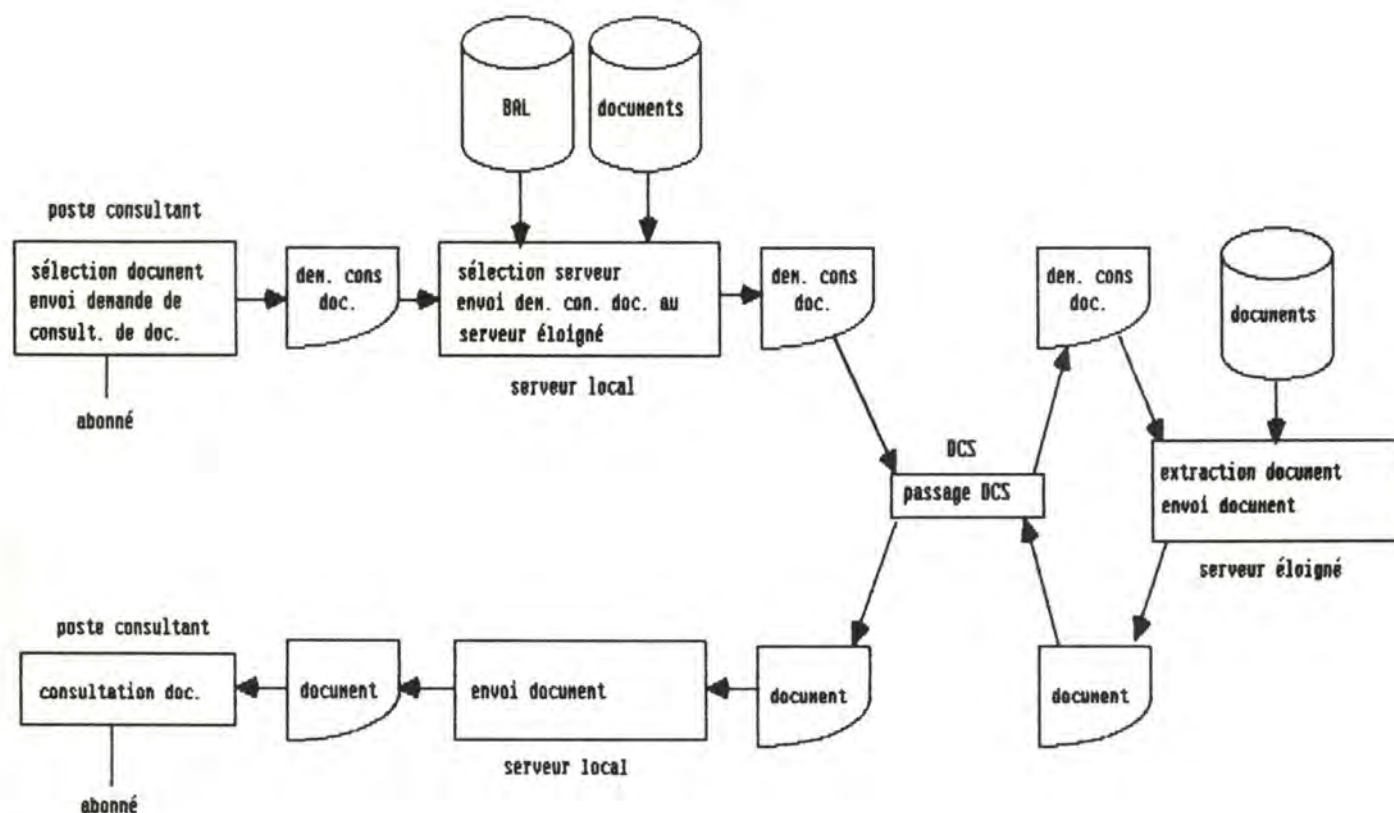 BAL
documents
poste consultant
sélection document
envoi demande de
consult. de doc.
abonné
dem. cons
doc.
sélection serveur
envoi dem. con. doc. au
serveur éloigné
serveur local
dem. cons
doc.
dem. cons
doc.
documents
DCS
passage DCS
extraction document
envoi document
serveur éloigné
poste consultant
consultation doc.
abonné
document
envoi document
serveur local
document
document